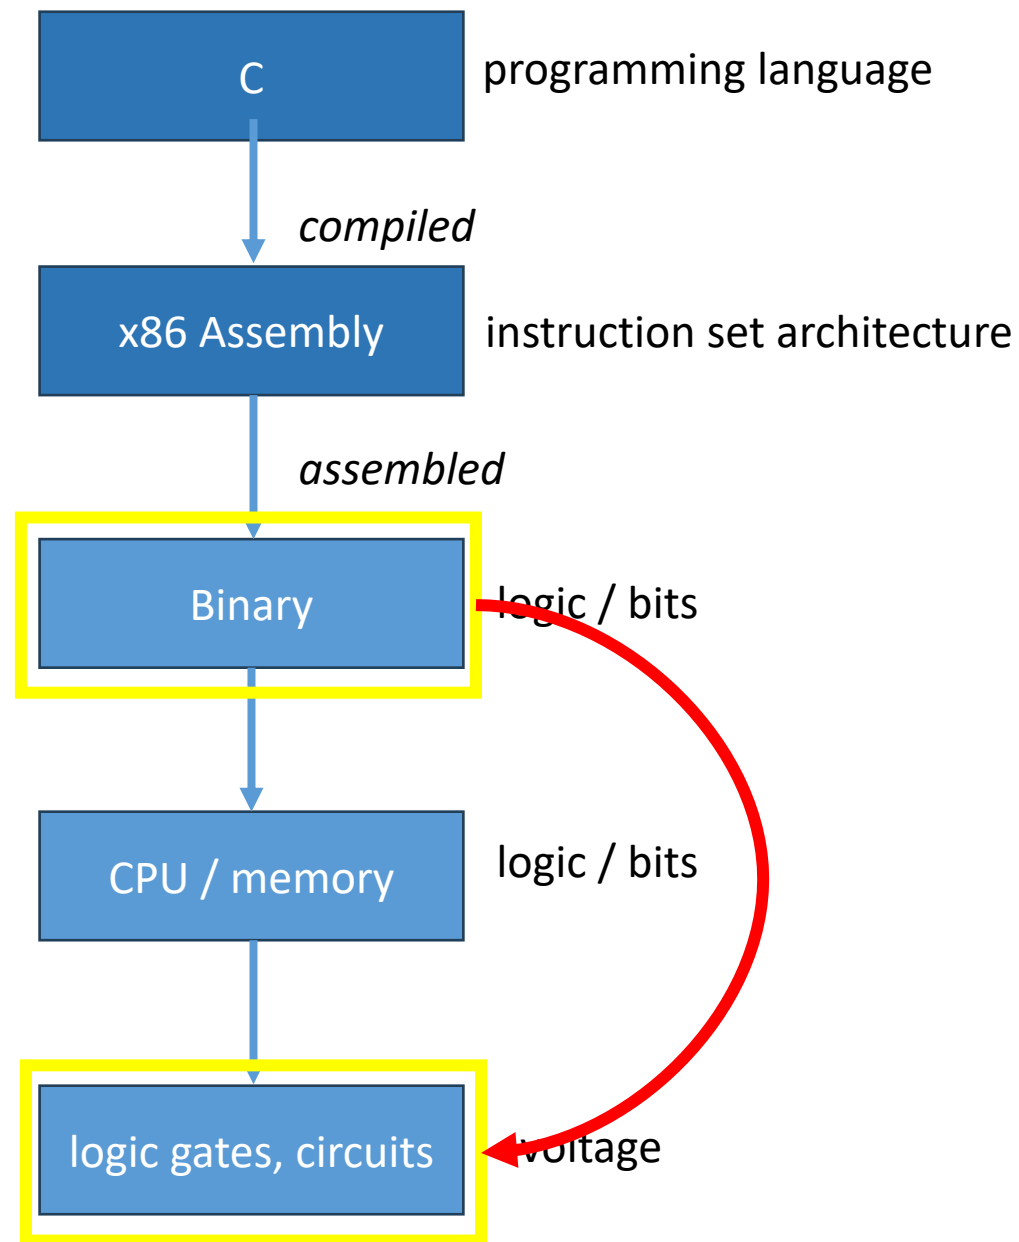 C
programming language
compiled
x86 Assembly
instruction set architecture
assembled
Binary
logic / bits
CPU / memory
logic / bits
logic gates, circuits
voltage